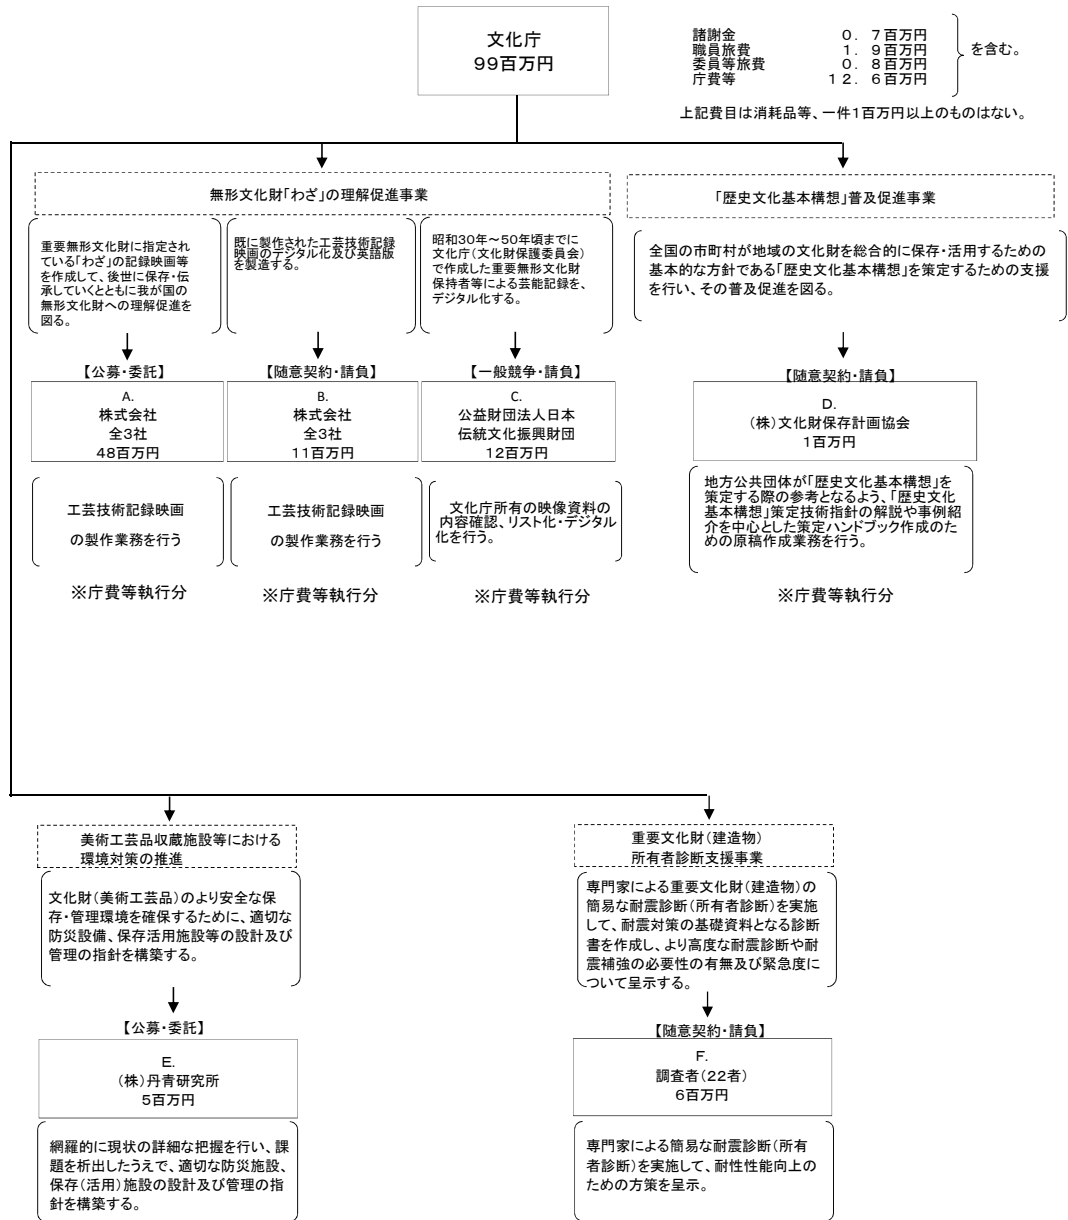 文化庁
99百万円
諸謝金 0．7百万円
職員旅費 1．9百万円
委員等旅費 0．8百万円
庁費等 12．6百万円
を含む。
上記費目は消耗品等、一件1百万円以上のものはない。
無形文化財「わざ」の理解促進事業
「歴史文化基本構想」普及促進事業
重要無形文化財に指定され
ている「わざ」の記録映画等
を作成して、後世に保存・伝
承していくとともに我が国の
無形文化財への理解促進を
図る。
既に製作された工芸技術記録
映画のデジタル化及び英語版
を製造する。
昭和30年～50年頃までに
文化庁（文化財保護委員会）
で作成した重要無形文化財
保持者等による芸能記録を、
デジタル化する。
全国の市町村が地域の文化財を総合的に保存・活用するための
基本的な方針である「歴史文化基本構想」を策定するための支援
を行い、その普及促進を図る。
【公募・委託】
A.
株式会社
全3社
48百万円
【随意契約・請負】
B.
株式会社
全3社
11百万円
【一般競争・請負】
C.
公益財団法人日本
伝統文化振興財団
12百万円
【随意契約・請負】
D.
（株）文化財保存計画協会
1百万円
工芸技術記録映画
の製作業務を行う
工芸技術記録映画
の製作業務を行う
文化庁所有の映像資料の
内容確認、リスト化・デジタル
化を行う。
地方公共団体が「歴史文化基本構想」を
策定する際の参考となるよう、「歴史文化
基本構想」策定技術指針の解説や事例紹
介を中心とした策定ハンドブック作成のた
めの原稿作成業務を行う。
※庁費等執行分
※庁費等執行分
※庁費等執行分
※庁費等執行分
美術工芸品収蔵施設等における
環境対策の推進
重要文化財（建造物）
所有者診断支援事業
文化財（美術工芸品）のより安全な保
存・管理環境を確保するために、適切な
防災設備、保存活用施設等の設計及び
管理の指針を構築する。
専門家による重要文化財（建造物）の
簡易な耐震診断（所有者診断）を実施
して、耐震対策の基礎資料となる診断
書を作成し、より高度な耐震診断や耐
震補強の必要性の有無及び緊急度に
ついて呈示する。
【公募・委託】
E.
（株）丹青研究所
5百万円
【随意契約・請負】
F.
調査者（22者）
6百万円
網羅的に現状の詳細な把握を行い、課
題を析出したうえで、適切な防災施設、
保存（活用）施設の設計及び管理の指
針を構築する。
専門家による簡易な耐震診断（所有
者診断）を実施して、耐性性能向上の
ための方策を呈示。